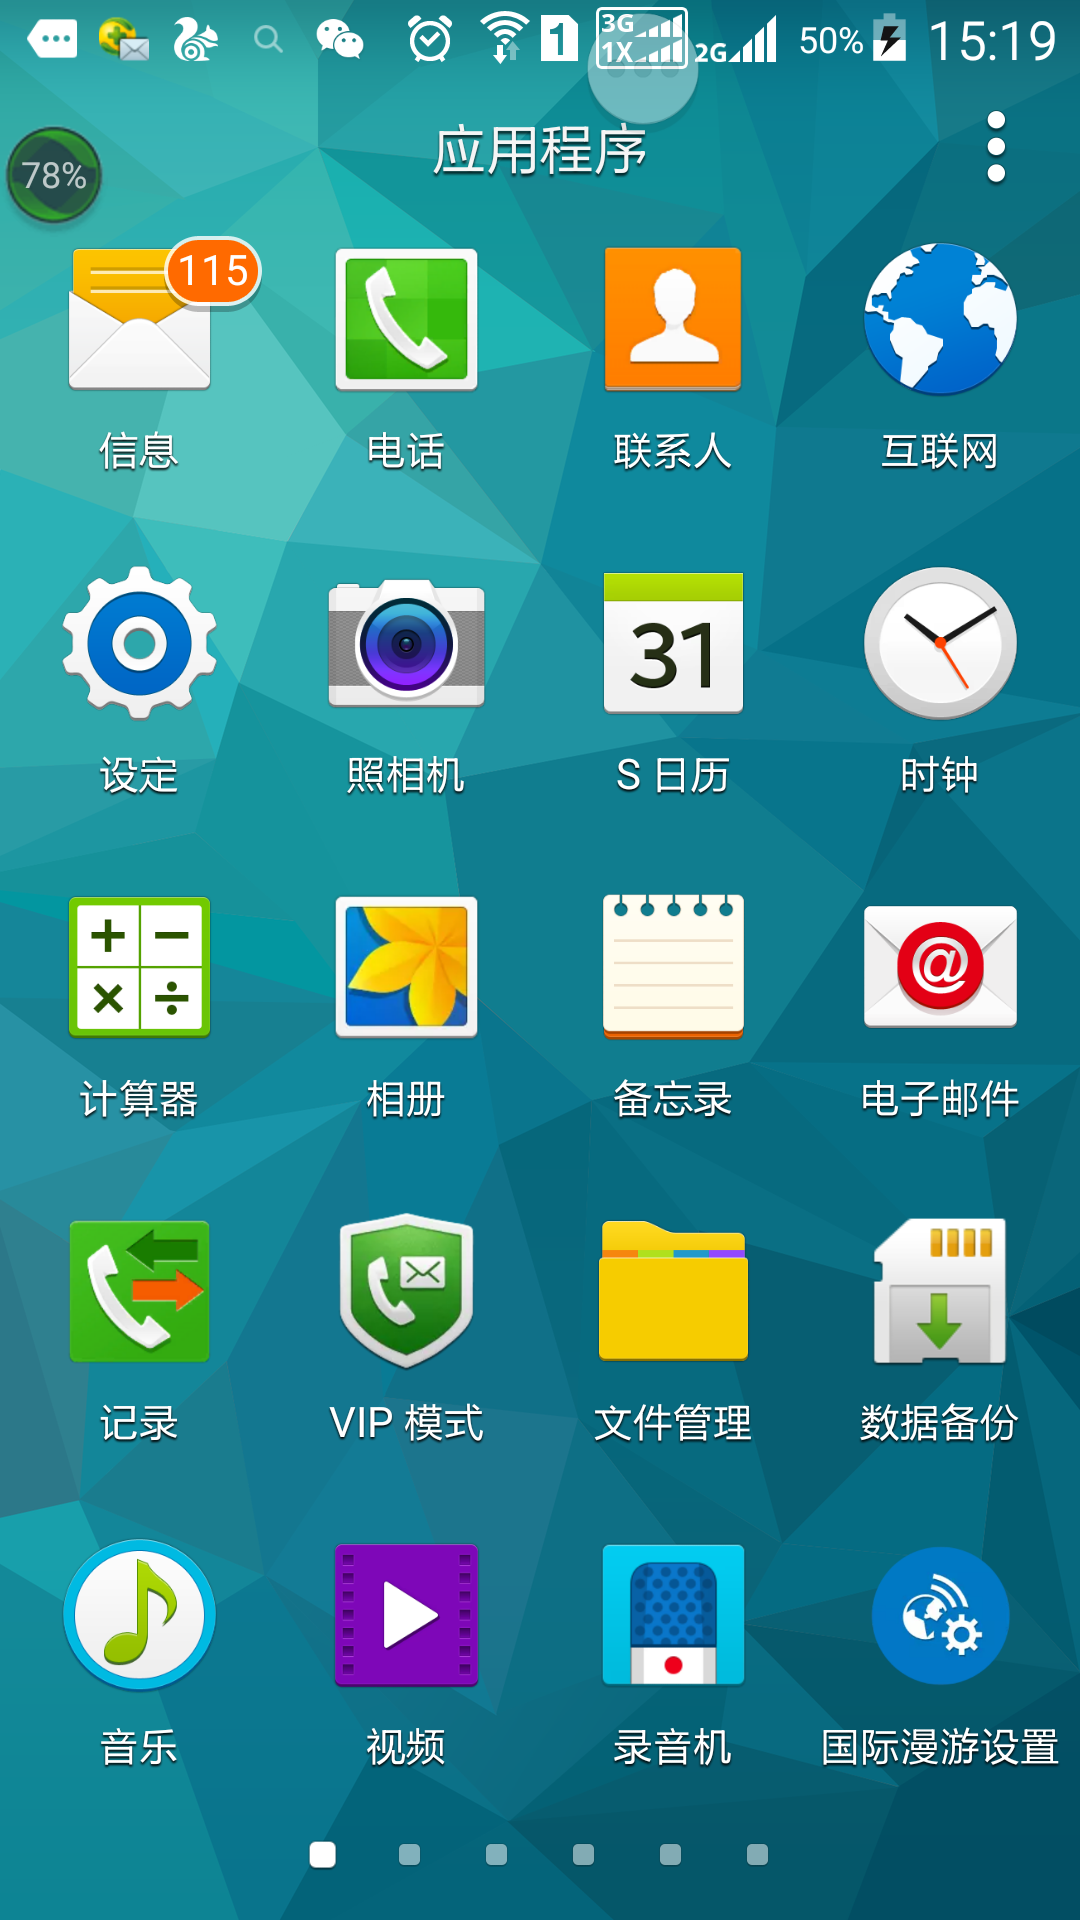 1 3G 1X 2G 50% 15:19
应用程序
78%
115
信息 电话 联系人 互联网
31
设定 照相机 S 日历 时钟
计算器 相册 备忘录 电子邮件
记录 VIP 模式 文件管理 数据备份
音乐 视频 录音机 国际漫游设置